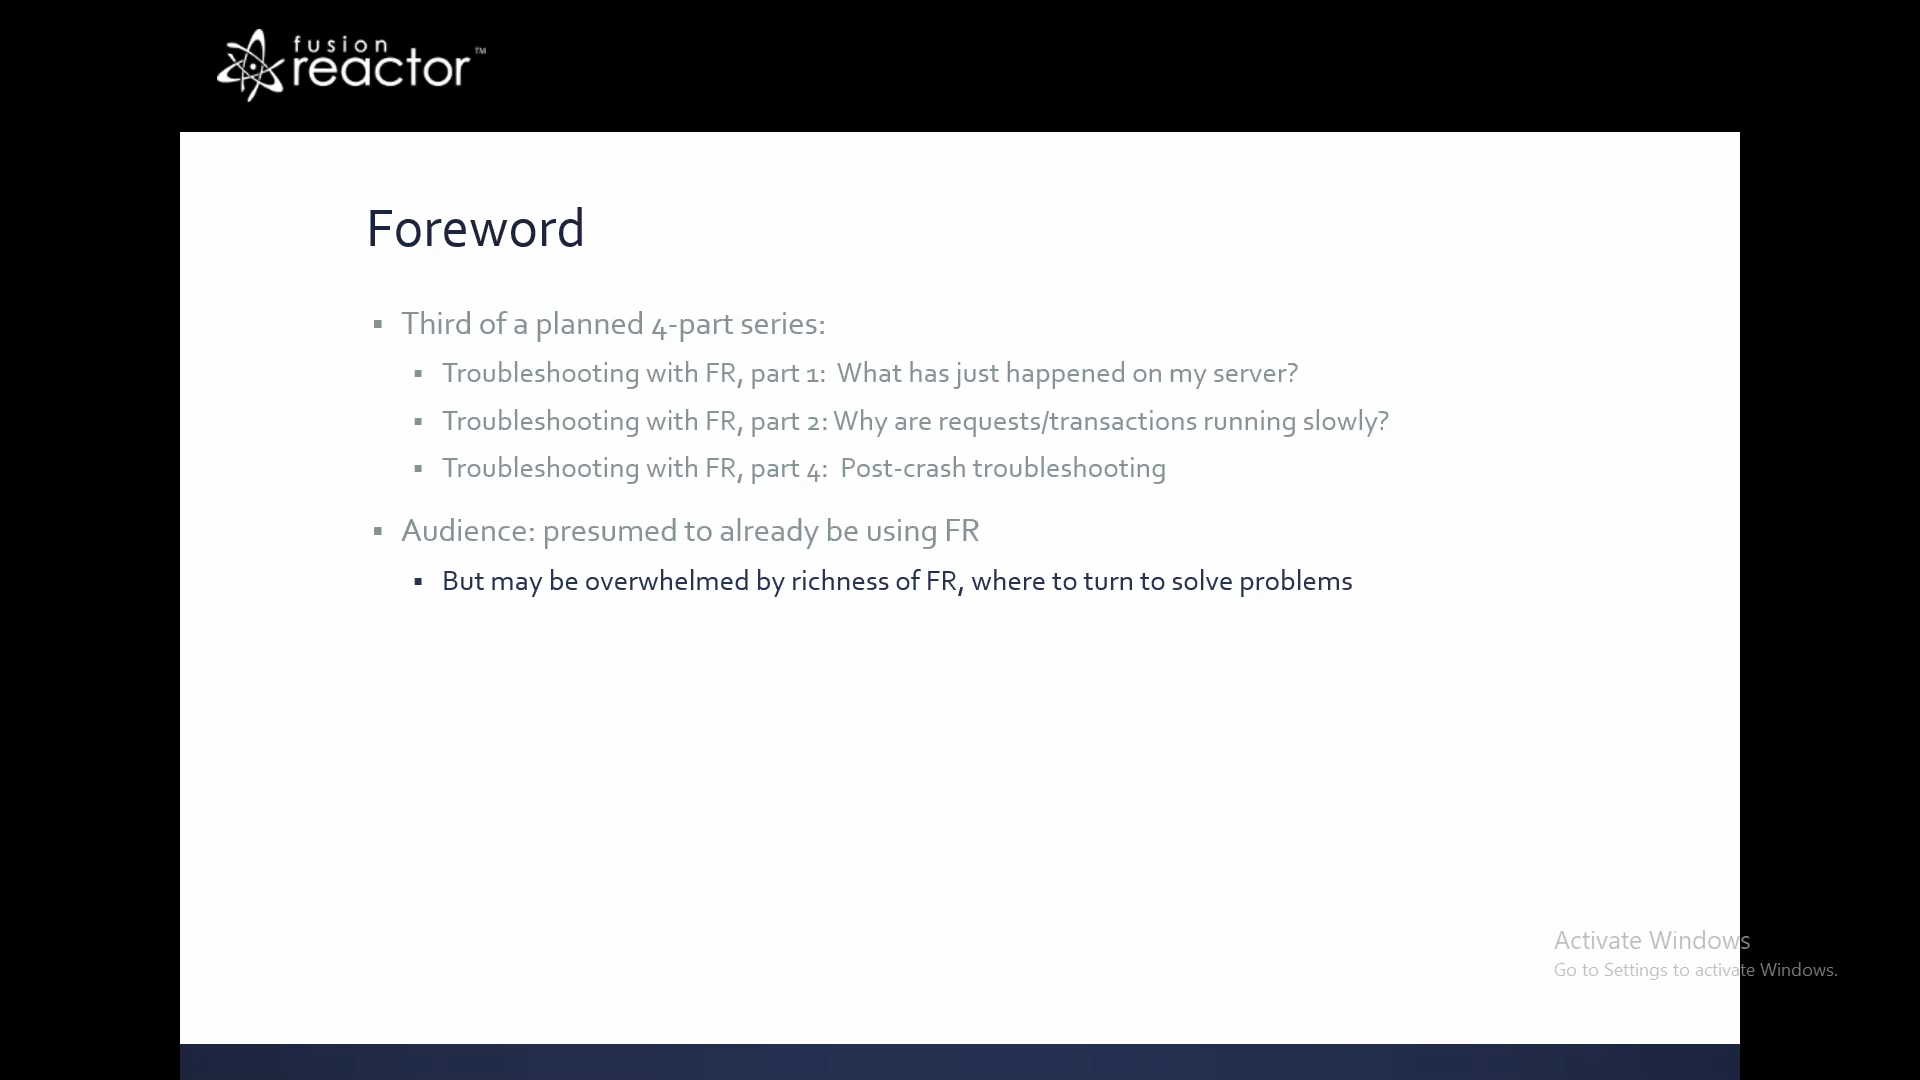 fusion
reactor™
Foreword
▪ Third of a planned 4-part series:
▪ Troubleshooting with FR, part 1:  What has just happened on my server?
▪ Troubleshooting with FR, part 2: Why are requests/transactions running slowly?
▪ Troubleshooting with FR, part 4:  Post-crash troubleshooting
▪ Audience: presumed to already be using FR
▪ But may be overwhelmed by richness of FR, where to turn to solve problems
Activate Windows
Go to Settings to activate Windows.